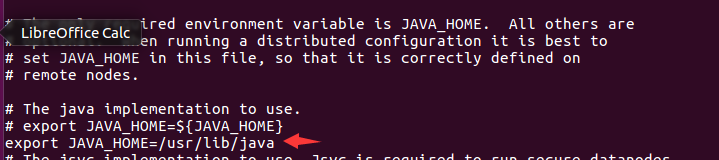 ired environment variable is JAVA_HOME.  All others are
LibreOffice Calc
en running a distributed configuration it is best to
# set JAVA_HOME in this file, so that it is correctly defined on
# remote nodes.
# The java implementation to use.
# export JAVA_HOME=${JAVA_HOME}
export JAVA_HOME=/usr/lib/java
# The jsvc implementation to use. Jsvc is required to run secure datanodes